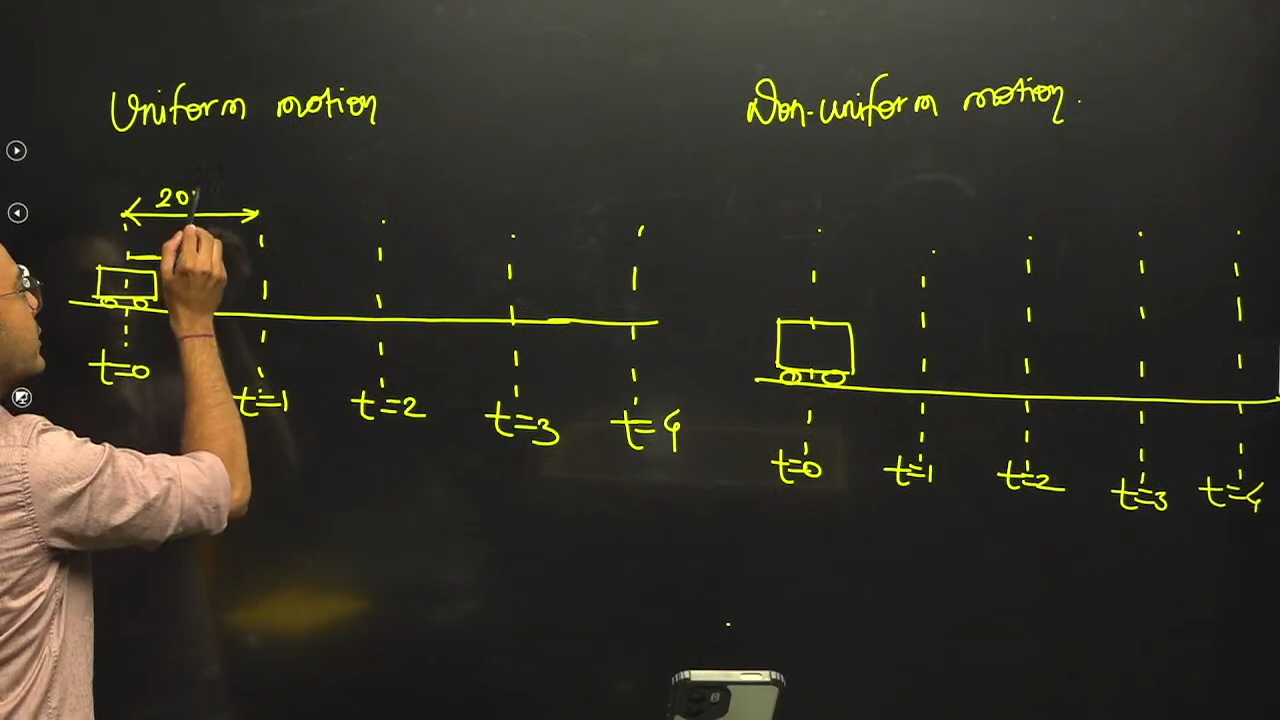 Uniform motion
Non-uniform motion.
20
t=0
t=1
t=2
t=3
t=4
t=0
t=1
t=2
t=3
t=4